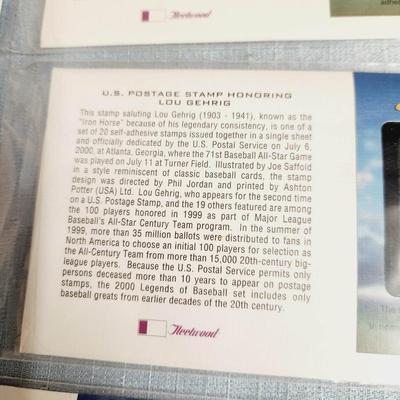 Fleetwood
adhes
U.S. POSTAGE STAMP HONORING
LOU GEHRIG
This stamp saluting Lou Gehrig (1903 - 1941), known as the
"Iron Horse" because of his legendary consistency, is one of a
set of 20 self-adhesive stamps issued together in a single sheet
and officially dedicated by the U.S. Postal Service on July 6,
2000, at Atlanta, Georgia, where the 71st Baseball All-Star Game
was played on July 11 at Turner Field. Illustrated by Joe Saffold
in a style reminiscent of classic baseball cards, the stamp
design was directed by Phil Jordan and printed by Ashton
Potter (USA) Ltd. Lou Gehrig, who appears for the second time
on a U.S. Postage Stamp, and the 19 others featured are among
the 100 players honored in 1999 as part of Major League
Baseball's All-Star Century Team program. In the summer of
1999, more than 35 million ballots were distributed to fans in
North America to choose an initial 100 players for selection as
the All-Century Team from more than 15,000 20th-century big-
league players. Because the U.S. Postal Service permits only
persons deceased more than 10 years to appear on postage
stamps, the 2000 Legends of Baseball set includes only
baseball greats from earlier decades of the 20th century.
Fleetwood
The